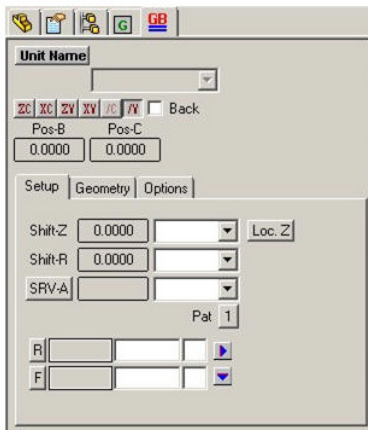 G GB
Unit Name
ZC XC ZY XY /C /Y Back
Pos-B Pos-C
0.0000 0.0000
Setup Geometry Options
Shift-Z 0.0000 Loc. Z
Shift-R 0.0000
SRV-A
Pat 1
R
F